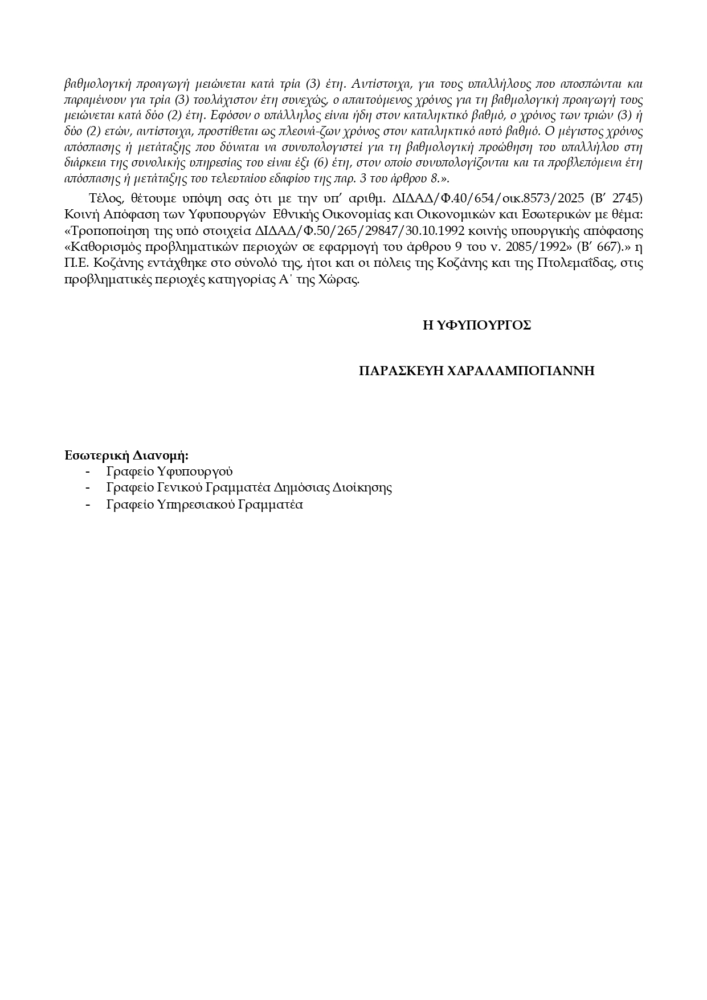 βαθμολογική προαγωγή μειώνεται κατά τρία (3) έτη. Αντίστοιχα, για τους υπαλλήλους που αποσπώνται και
παραμένουν για τρία (3) τουλάχιστον έτη συνεχώς, ο απαιτούμενος χρόνος για τη βαθμολογική προαγωγή τους
μειώνεται κατά δύο (2) έτη. Εφόσον ο υπάλληλος είναι ήδη στον καταληκτικό βαθμό, ο χρόνος των τριών (3) ή
δύο (2) ετών, αντίστοιχα, προστίθεται ως πλεονά-ζων χρόνος στον καταληκτικό αυτό βαθμό. Ο μέγιστος χρόνος
απόσπασης ή μετάταξης που δύναται να συνυπολογιστεί για τη βαθμολογική προώθηση του υπαλλήλου στη
διάρκεια της συνολικής υπηρεσίας του είναι έξι (6) έτη, στον οποίο συνυπολογίζονται και τα προβλεπόμενα έτη
απόσπασης ή μετάταξης του τελευταίου εδαφίου της παρ. 3 του άρθρου 8.».
Τέλος, θέτουμε υπόψη σας ότι με την υπ’ αριθμ. ΔΙΔΑΔ/Φ.40/654/οικ.8573/2025 (Β’ 2745)
Κοινή Απόφαση των Υφυπουργών Εθνικής Οικονομίας και Οικονομικών και Εσωτερικών με θέμα:
«Τροποποίηση της υπό στοιχεία ΔΙΔΑΔ/Φ.50/265/29847/30.10.1992 κοινής υπουργικής απόφασης
«Καθορισμός προβληματικών περιοχών σε εφαρμογή του άρθρου 9 του ν. 2085/1992» (Β’ 667).» η
Π.Ε. Κοζάνης εντάχθηκε στο σύνολό της, ήτοι και οι πόλεις της Κοζάνης και της Πτολεμαΐδας, στις
προβληματικές περιοχές κατηγορίας Α΄ της Χώρας.
Η ΥΦΥΠΟΥΡΓΟΣ
ΠΑΡΑΣΚΕΥΗ ΧΑΡΑΛΑΜΠΟΓΙΑΝΝΗ
Εσωτερική Διανομή:
- Γραφείο Υφυπουργού
- Γραφείο Γενικού Γραμματέα Δημόσιας Διοίκησης
- Γραφείο Υπηρεσιακού Γραμματέα